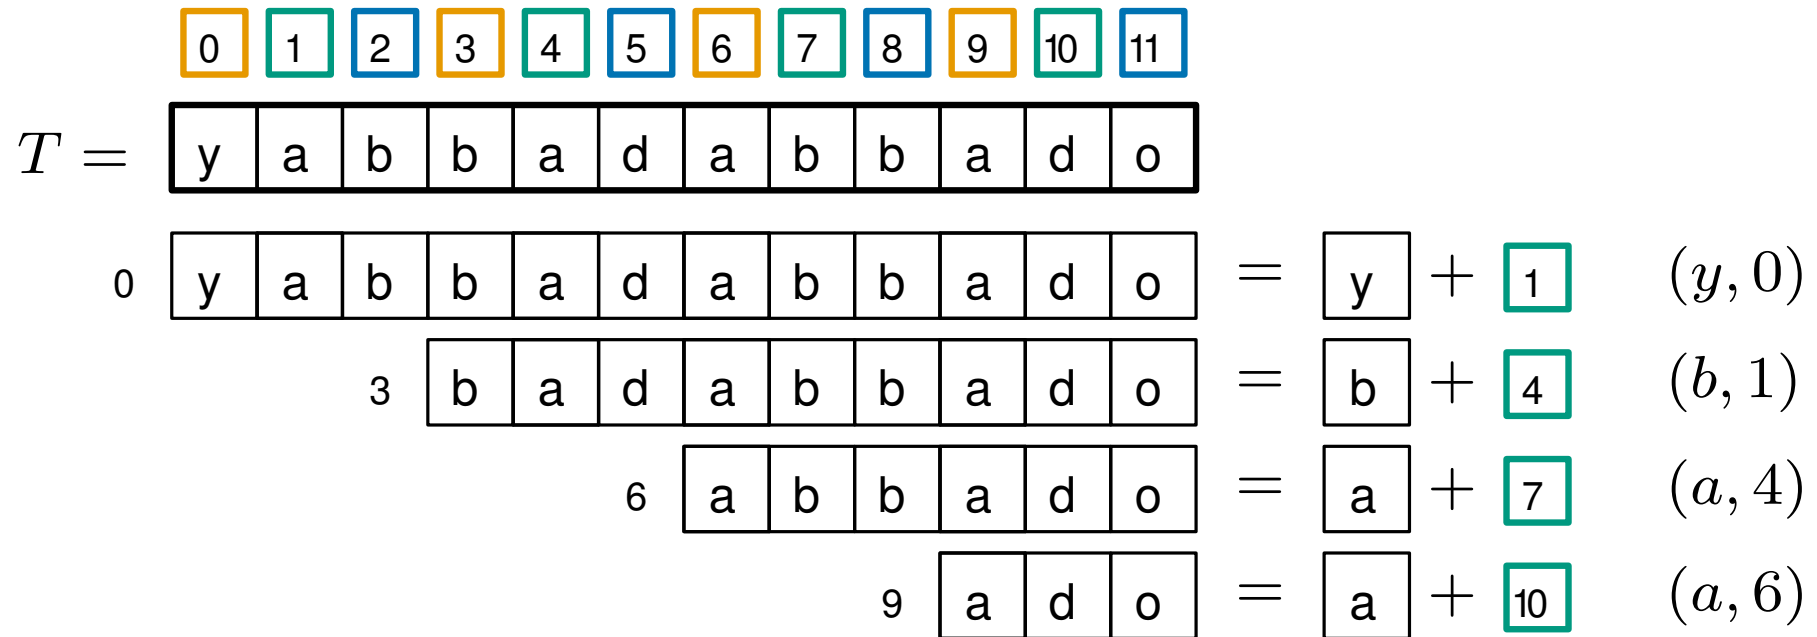 0 1 2 3 4 5 6 7 8 9 10 11
T = y a b b a d a b b a d o
0 y a b b a d a b b a d o = y + 1 (y, 0)
3 b a d a b b a d o = b + 4 (b, 1)
6 a b b a d o = a + 7 (a, 4)
9 a d o = a + 10 (a, 6)